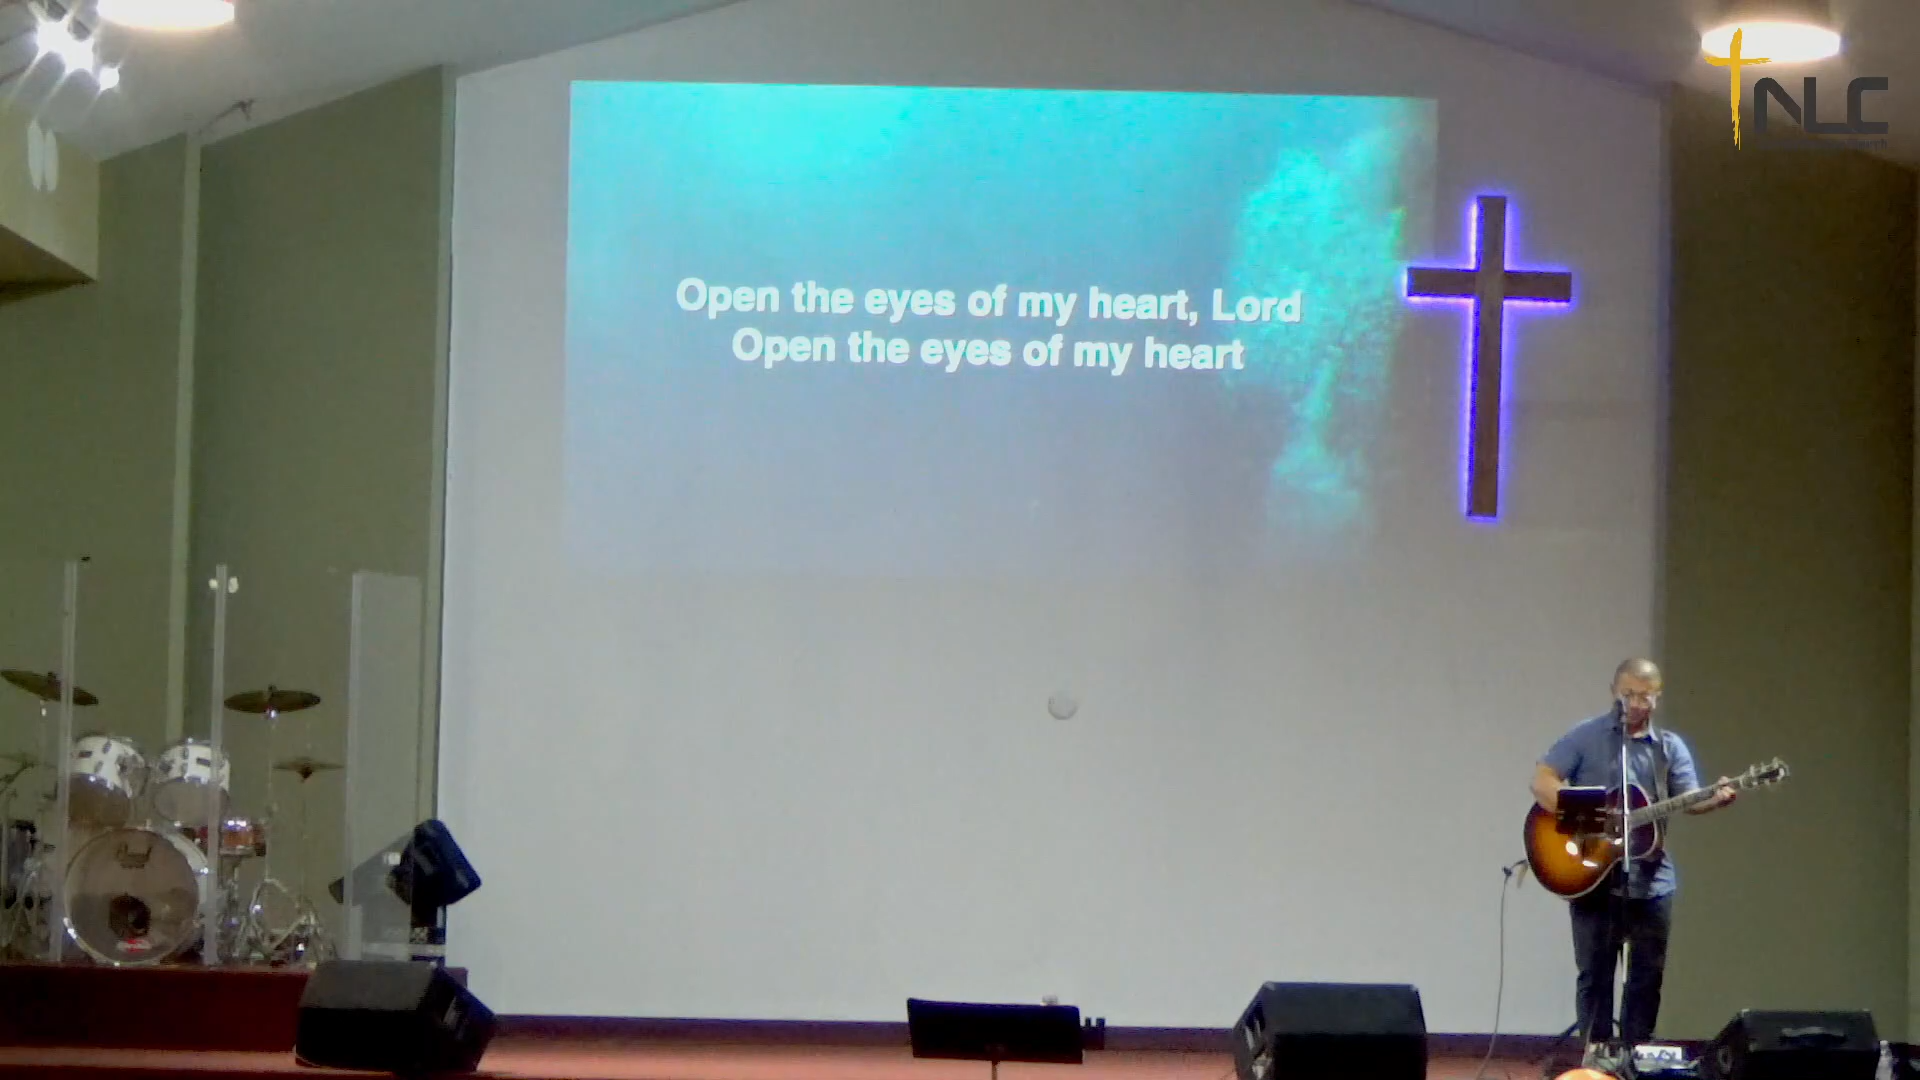 Open the eyes of my heart, Lord
Open the eyes of my heart
NLC